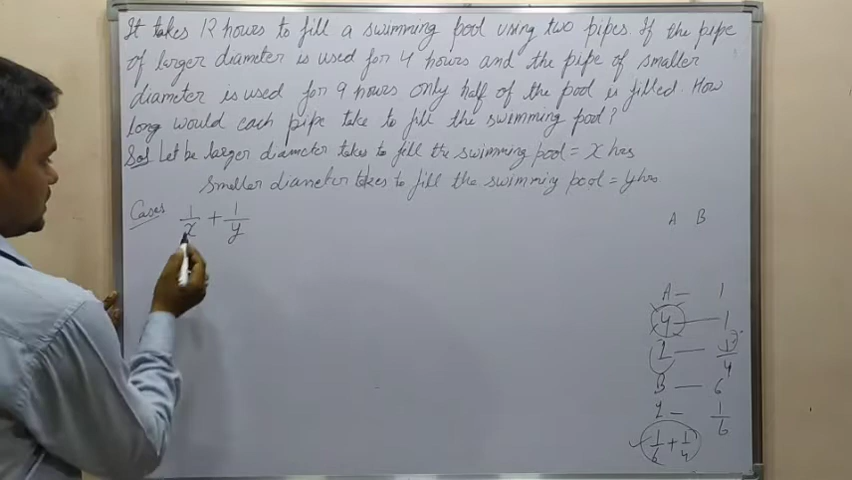 It takes 12 hours to fill a swimming pool using two pipes If the pipe
of larger diameter is used for 4 hours and the pipe of smaller
diameter is used for 9 hours only half of the pool is filled. How
long would each pipe take to fill the swimming pool?
Sol Let be larger diameter takes to fill the swimming pool = x hrs
Smaller diameter takes to fill the swimming pool = y hrs
Case 1/x + 1/y
A B
A — 1
4 — 1
1 —
B — 6
1 — 1/6
1/6 + 1/4